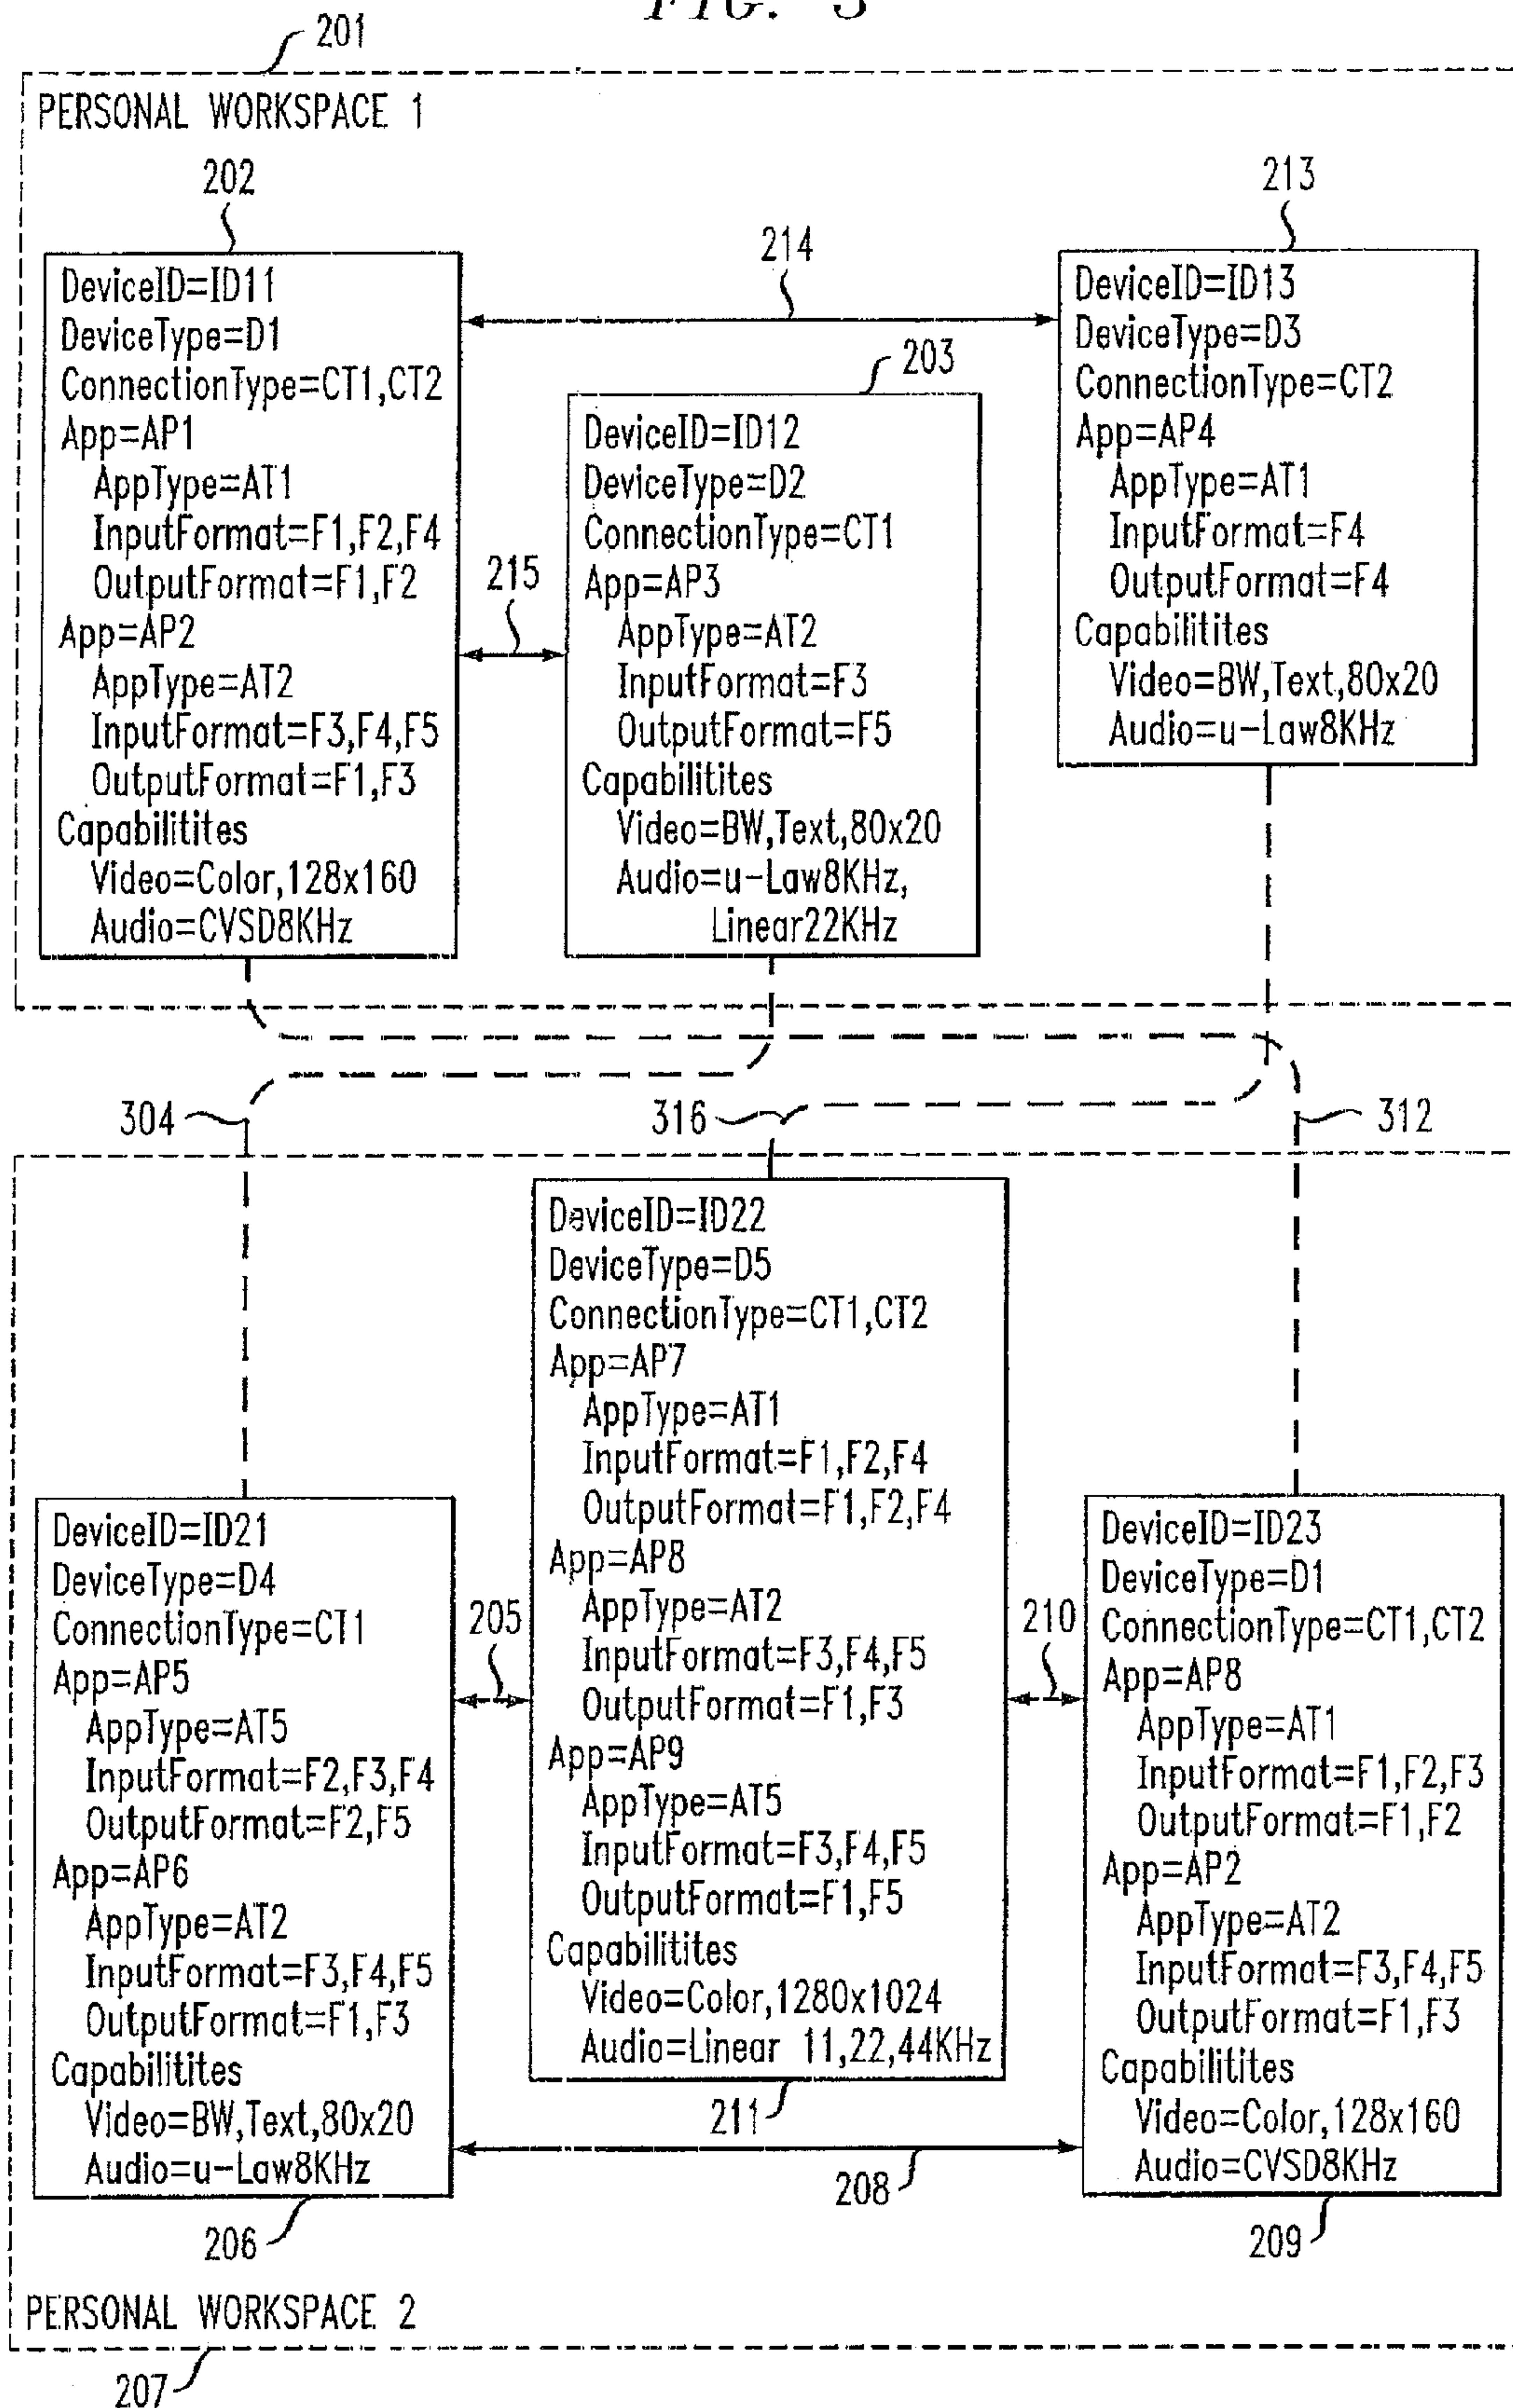 FIG. 3
201
PERSONAL WORKSPACE 1
202
DeviceID=ID11
DeviceType=D1
ConnectionType=CT1,CT2
App=AP1
AppType=AT1
InputFormat=F1,F2,F4
OutputFormat=F1,F2
App=AP2
AppType=AT2
InputFormat=F3,F4,F5
OutputFormat=F1,F3
Capabilitites
Video=Color,128x160
Audio=CVSD8KHz
214
215
203
DeviceID=ID12
DeviceType=D2
ConnectionType=CT1
App=AP3
AppType=AT2
InputFormat=F3
OutputFormat=F5
Capabilitites
Video=BW,Text,80x20
Audio=u-Law8KHz,
Linear22KHz
213
DeviceID=ID13
DeviceType=D3
ConnectionType=CT2
App=AP4
AppType=AT1
InputFormat=F4
OutputFormat=F4
Capabilitites
Video=BW,Text,80x20
Audio=u-Law8KHz
304
316
312
DeviceID=ID21
DeviceType=D4
ConnectionType=CT1
App=AP5
AppType=AT5
InputFormat=F2,F3,F4
OutputFormat=F2,F5
App=AP6
AppType=AT2
InputFormat=F3,F4,F5
OutputFormat=F1,F3
Capabilitites
Video=BW,Text,80x20
Audio=u-Law8KHz
206
205
DeviceID=ID22
DeviceType=D5
ConnectionType=CT1,CT2
App=AP7
AppType=AT1
InputFormat=F1,F2,F4
OutputFormat=F1,F2,F4
App=AP8
AppType=AT2
InputFormat=F3,F4,F5
OutputFormat=F1,F3
App=AP9
AppType=AT5
InputFormat=F3,F4,F5
OutputFormat=F1,F5
Capabilitites
Video=Color,1280x1024
Audio=Linear 11,22,44KHz
211
210
208
DeviceID=ID23
DeviceType=D1
ConnectionType=CT1,CT2
App=AP8
AppType=AT1
InputFormat=F1,F2,F3
OutputFormat=F1,F2
App=AP2
AppType=AT2
InputFormat=F3,F4,F5
OutputFormat=F1,F3
Capabilitites
Video=Color,128x160
Audio=CVSD8KHz
209
PERSONAL WORKSPACE 2
207